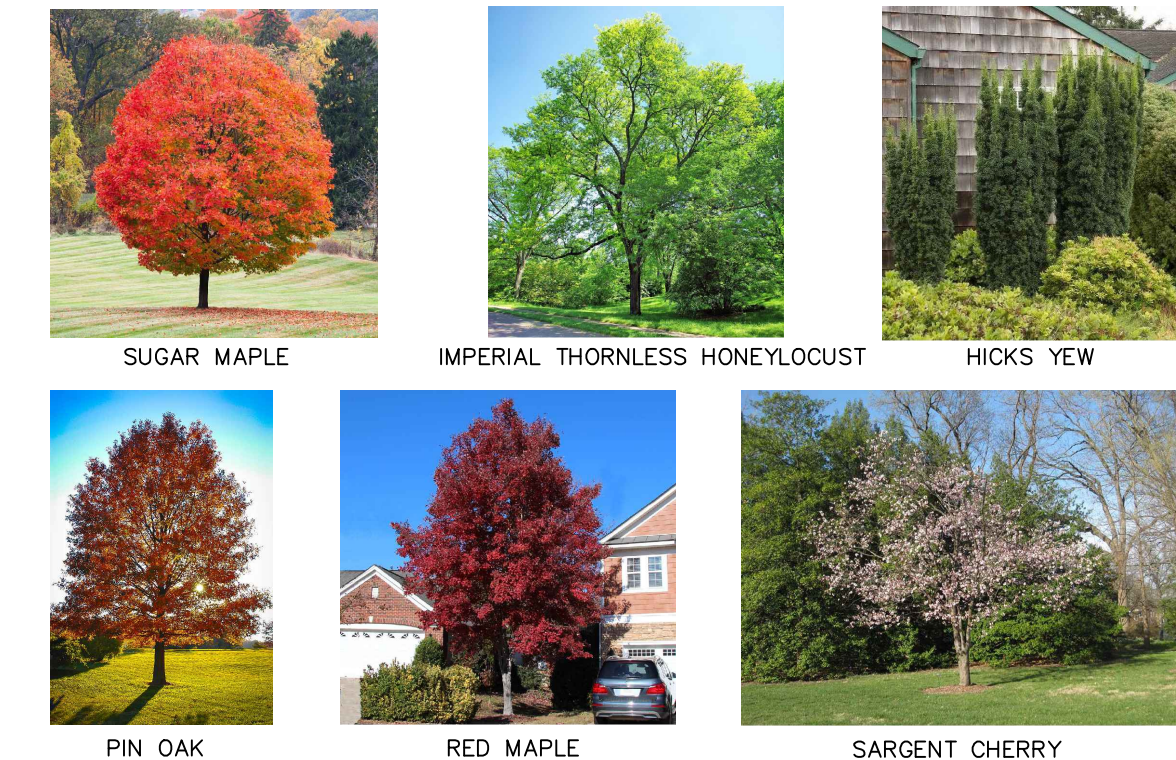 SUGAR MAPLE
IMPERIAL THORNLESS HONEYLOCUST
HICKS YEW
PIN OAK
RED MAPLE
SARGENT CHERRY